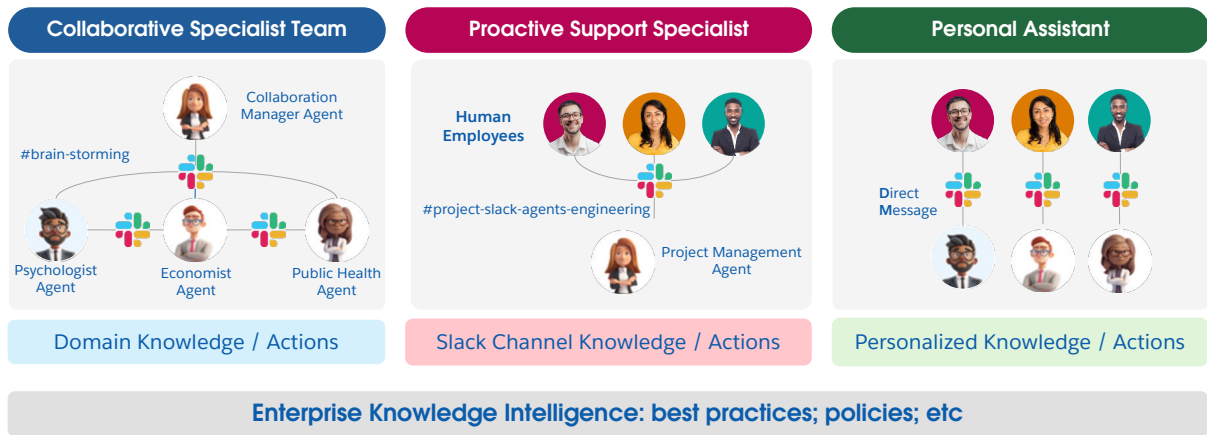 Collaborative Specialist Team
Collaboration
Manager Agent
#brain-storming
Psychologist
Agent
Economist
Agent
Public Health
Agent
Domain Knowledge / Actions
Proactive Support Specialist
Human
Employees
#project-slack-agents-engineering
Project Management
Agent
Slack Channel Knowledge / Actions
Personal Assistant
Direct
Message
Personalized Knowledge / Actions
Enterprise Knowledge Intelligence: best practices; policies; etc